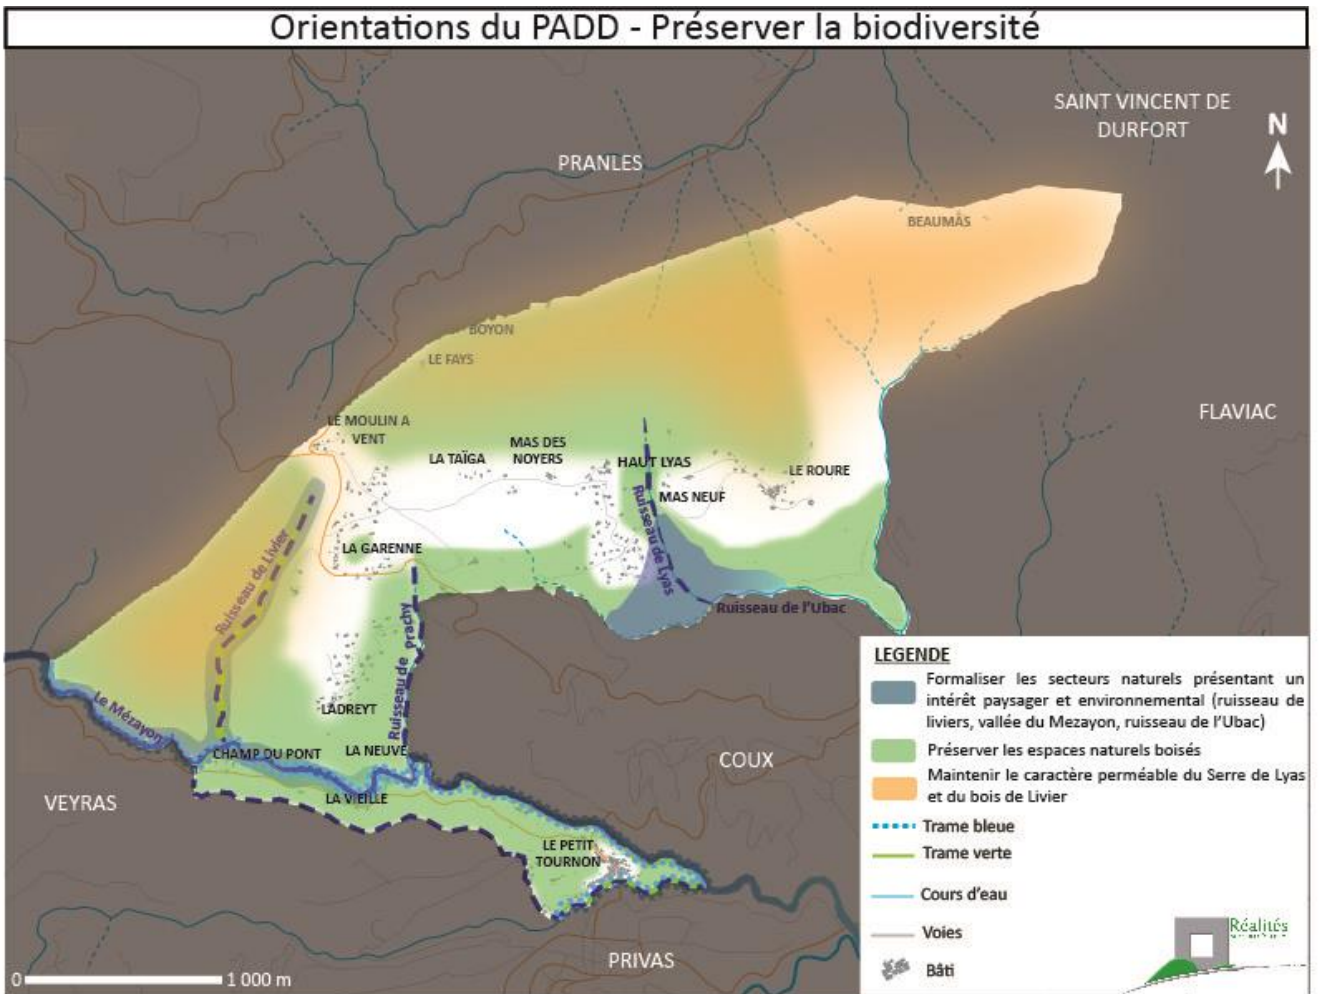 Orientations du PADD - Préserver la biodiversité
SAINT VINCENT DE
DURFORT
N
PRANLES
BEAUMAS
BOYON
LE FAYS
FLAVIAC
LE MOULIN A
VENT
LA TAÏGA
MAS DES
NOYERS
HAUT LYAS
LE ROURE
MAS NEUF
Ruisseau de Lyas
Ruisseau de Livier
LA GARENNE
Ruisseau de l'Ubac
Ruisseau de Prachy
Le Mézayon
LADREYT
CHAMP DU PONT
LA NEUVE
COUX
VEYRAS
LA VIEILLE
LE PETIT
TOURNON
PRIVAS
0
1 000 m
LEGENDE
Formaliser les secteurs naturels présentant un
intérêt paysager et environnemental (ruisseau de
liviers, vallée du Mezayon, ruisseau de l'Ubac)
Préserver les espaces naturels boisés
Maintenir le caractère perméable du Serre de Lyas
et du bois de Livier
Trame bleue
Trame verte
Cours d'eau
Voies
Bâti
Réalités